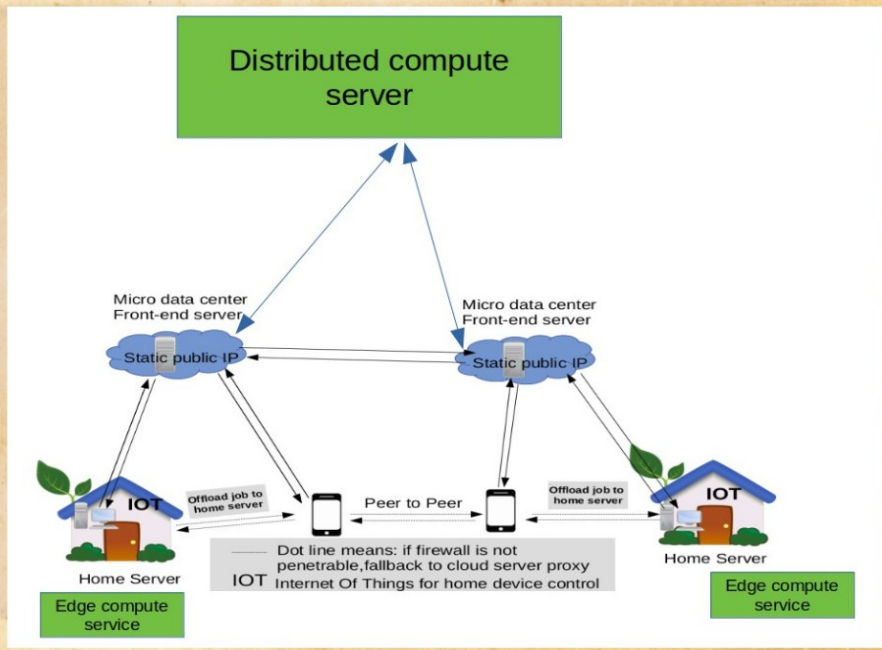 Distributed compute
server
Micro data center
Front-end server
Micro data center
Front-end server
Static public IP
Static public IP
IOT
Offload job to
home server
Peer to Peer
Offload job to
home server
IOT
Dot line means: if firewall is not
penetrable,fallback to cloud server proxy
IOT Internet Of Things for home device control
Home Server
Home Server
Edge compute
service
Edge compute
service